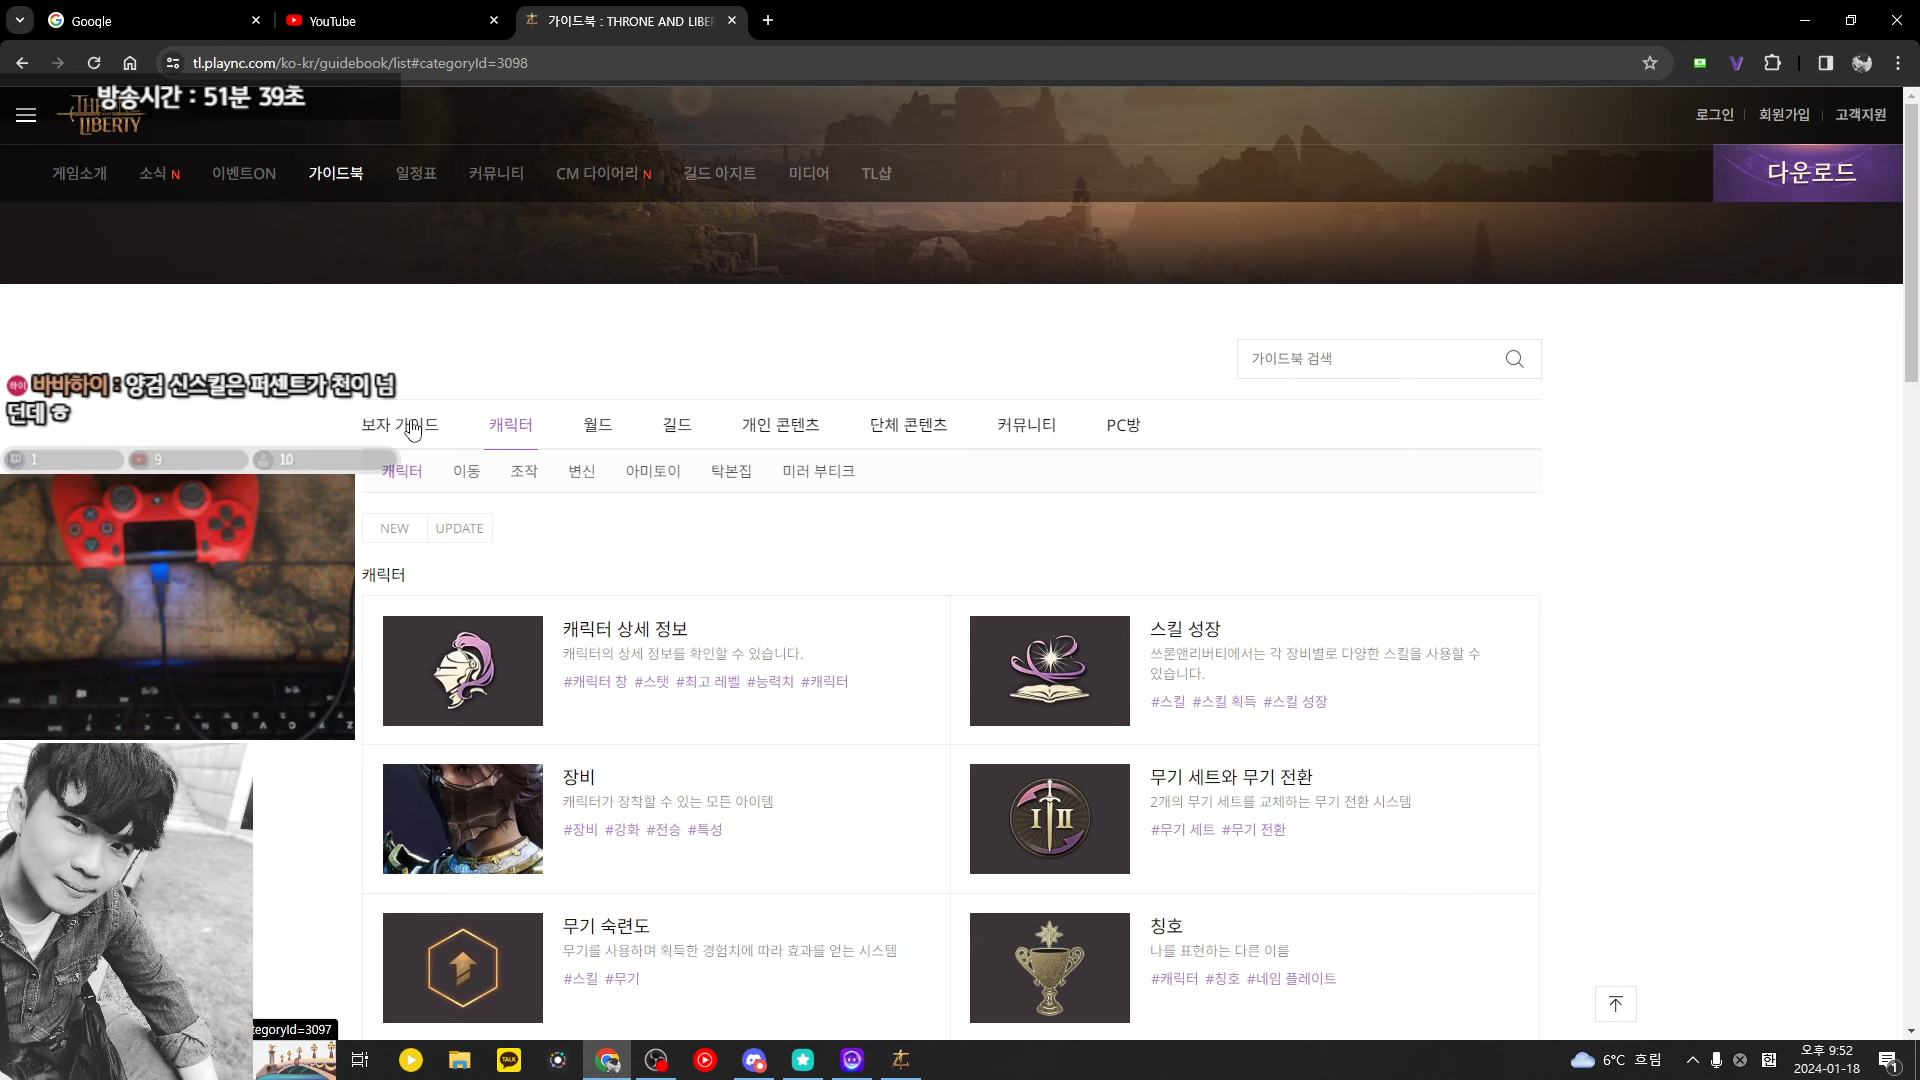 Google
YouTube
가이드북 : THRONE AND LIBER
tl.plaync.com/ko-kr/guidebook/list#categoryId=3098
방송시간 : 51분 39초
THRONE AND LIBERTY
로그인
회원가입
고객지원
게임소개
소식 N
이벤트ON
가이드북
일정표
커뮤니티
CM 다이어리 N
길드 아지트
미디어
TL샵
다운로드
가이드북 검색
하이 바바하이 : 양검 신스킬은 퍼센트가 천이 넘
던데 ㅎ
보자 가이드
캐릭터
월드
길드
개인 콘텐츠
단체 콘텐츠
커뮤니티
PC방
1
9
10
캐릭터
이동
조작
변신
아미토이
탁본집
미러 부티크
NEW
UPDATE
캐릭터
캐릭터 상세 정보
캐릭터의 상세 정보를 확인할 수 있습니다.
#캐릭터 창 #스탯 #최고 레벨 #능력치 #캐릭터
스킬 성장
쓰론앤리버티에서는 각 장비별로 다양한 스킬을 사용할 수
있습니다.
#스킬 #스킬 획득 #스킬 성장
장비
캐릭터가 장착할 수 있는 모든 아이템
#장비 #강화 #전승 #특성
무기 세트와 무기 전환
2개의 무기 세트를 교체하는 무기 전환 시스템
#무기 세트 #무기 전환
무기 숙련도
무기를 사용하며 획득한 경험치에 따라 효과를 얻는 시스템
#스킬 #무기
칭호
나를 표현하는 다른 이름
#캐릭터 #칭호 #네임 플레이트
tegoryId=3097
TALK
6°C 흐림
한
오후 9:52
2024-01-18
1